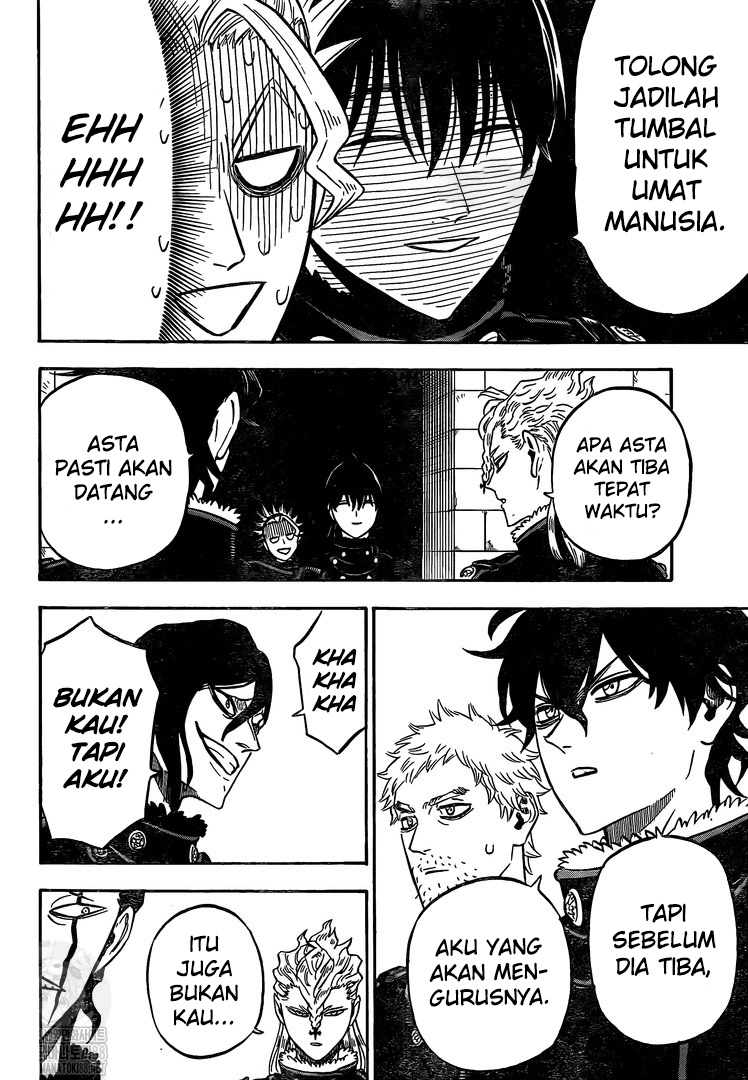 TOLONG
JADILAH
TUMBAL
UNTUK
UMAT
MANUSIA.
EHH
HHH
HH!!
APA ASTA
AKAN TIBA
TEPAT
WAKTU?
ASTA
PASTI AKAN
DATANG
...
TAPI
SEBELUM
DIA TIBA,
AKU YANG
AKAN MEN-
GURUSNYA.
KHA
KHA
KHA
BUKAN
KAU!
TAPI
AKU!
ITU
JUGA
BUKAN
KAU...